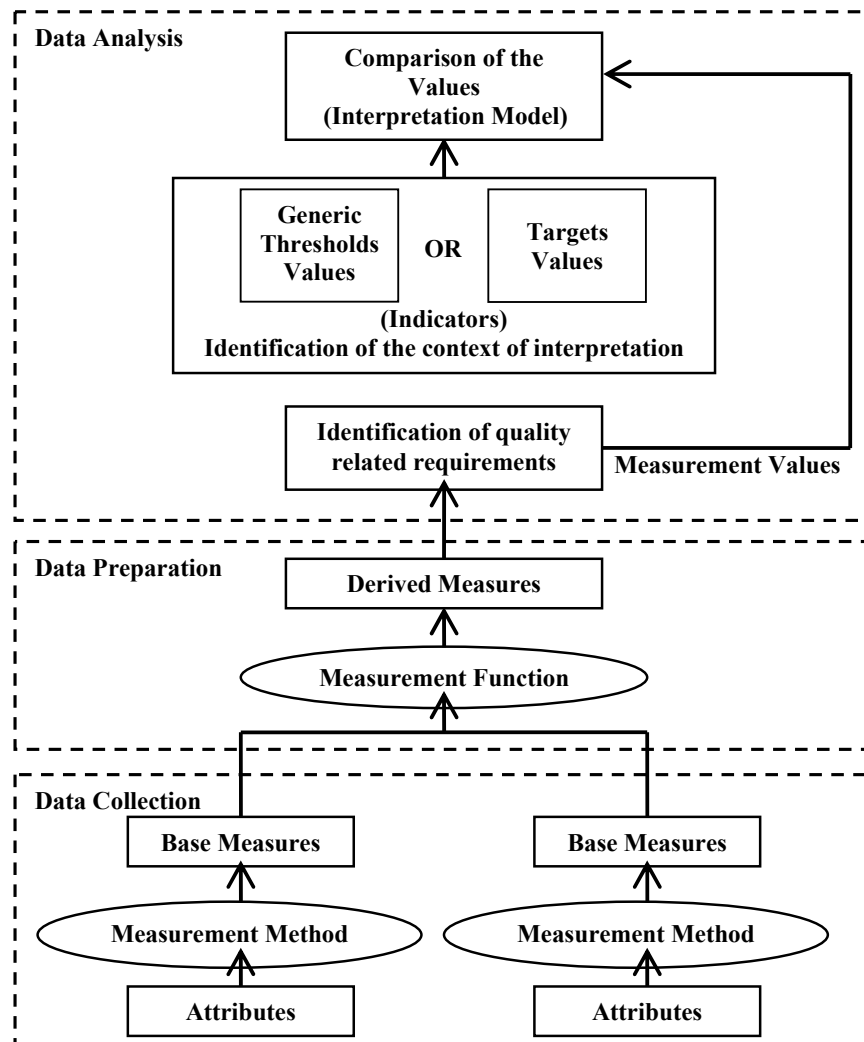 Data Analysis
Comparison of the
Values
(Interpretation Model)
Generic
Thresholds
Values
OR
Targets
Values
(Indicators)
Identification of the context of interpretation
Identification of quality
related requirements
Measurement Values
Data Preparation
Derived Measures
Measurement Function
Data Collection
Base Measures
Base Measures
Measurement Method
Measurement Method
Attributes
Attributes